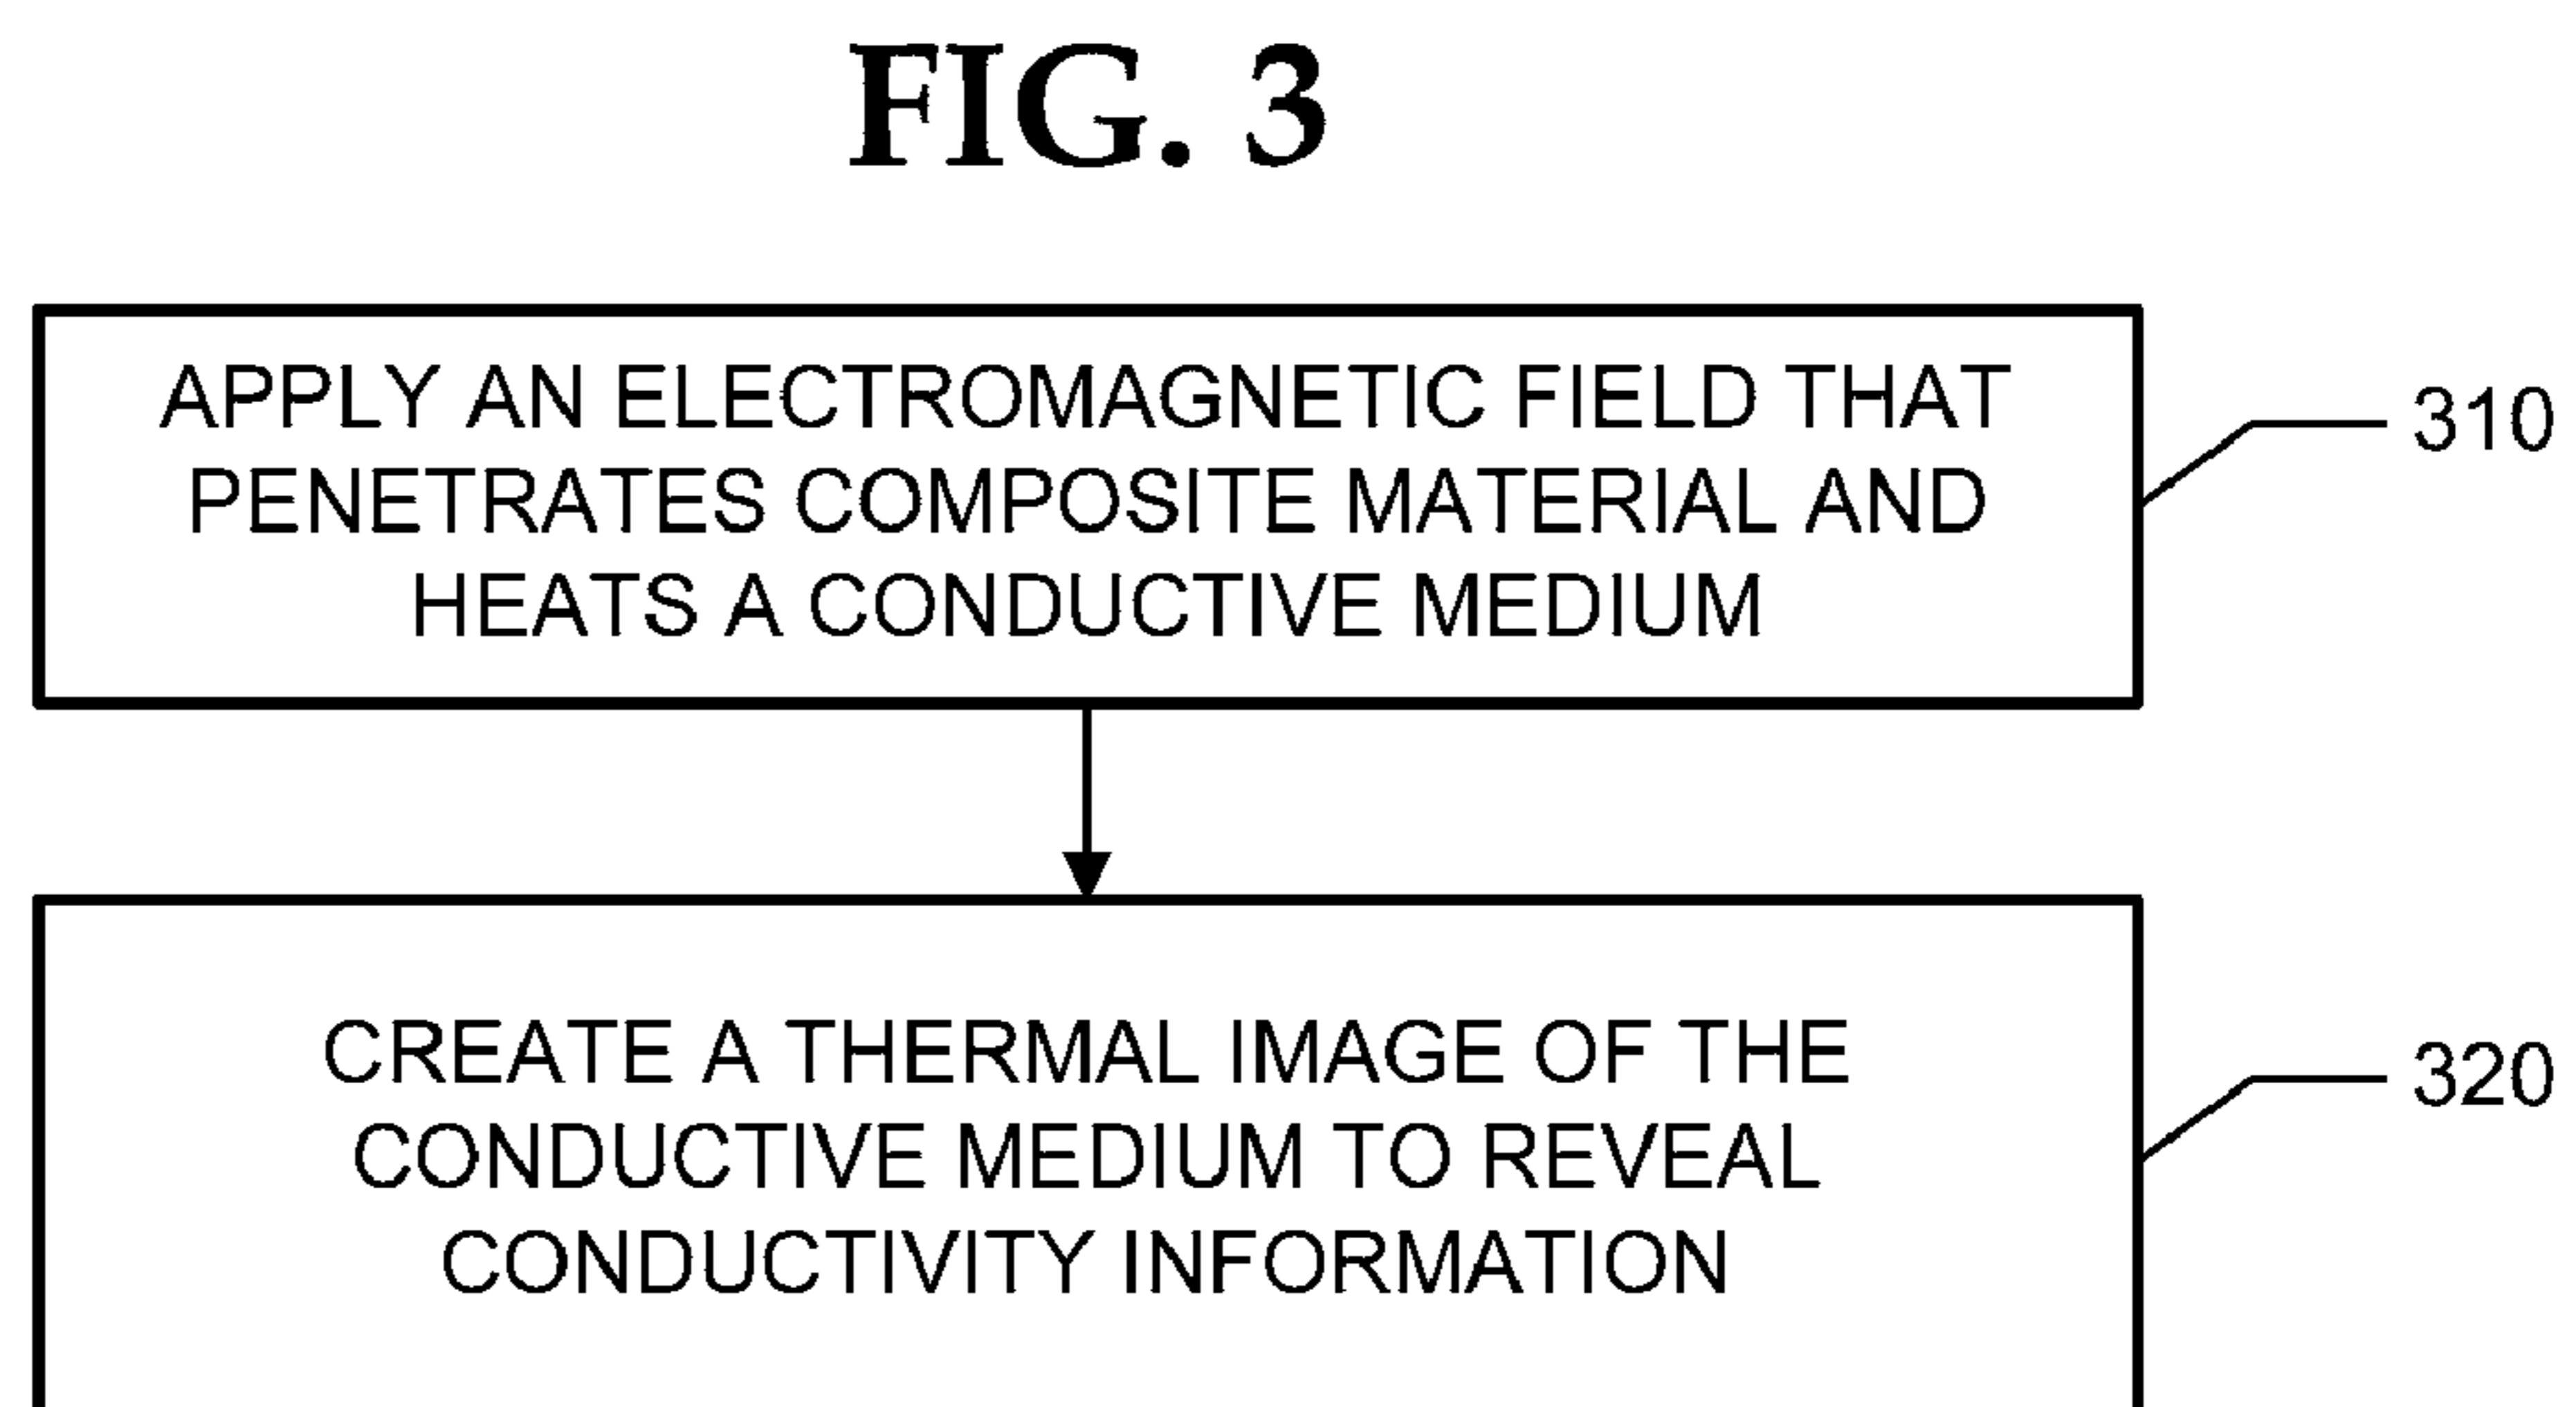 FIG. 3
APPLY AN ELECTROMAGNETIC FIELD THAT
PENETRATES COMPOSITE MATERIAL AND
HEATS A CONDUCTIVE MEDIUM
310
CREATE A THERMAL IMAGE OF THE
CONDUCTIVE MEDIUM TO REVEAL
CONDUCTIVITY INFORMATION
320